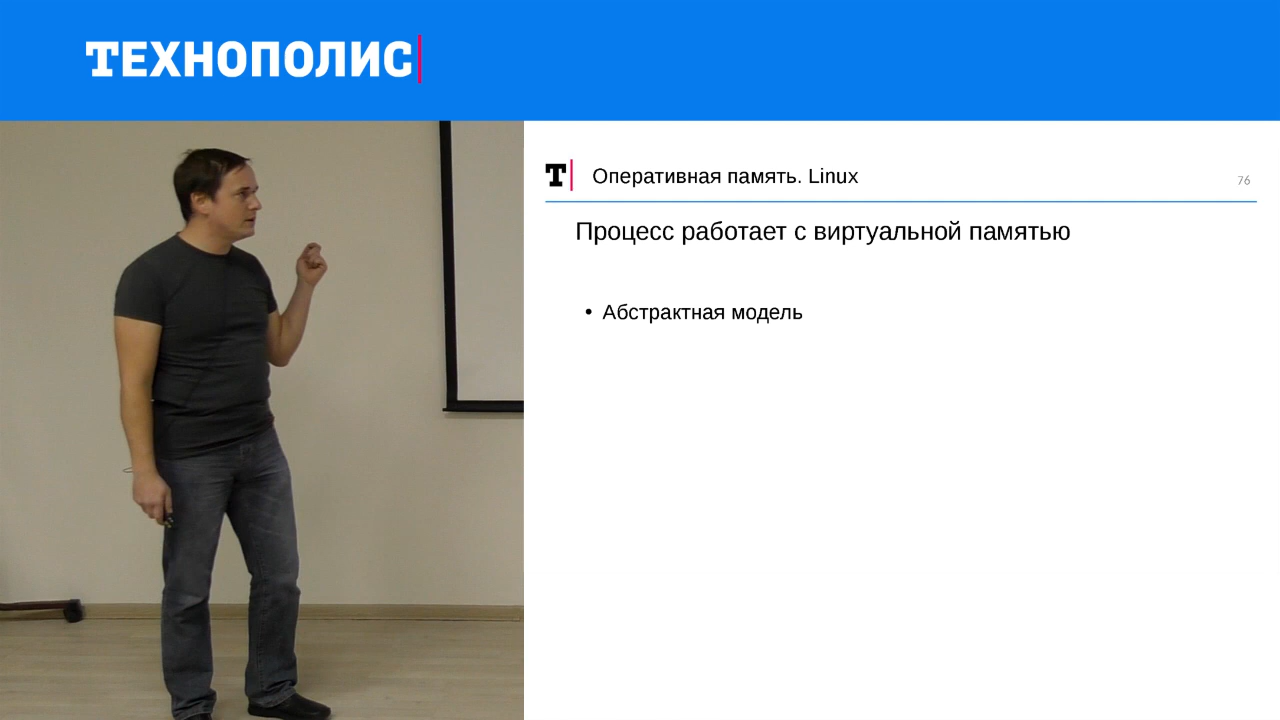 ТЕХНОПОЛИС
Т Оперативная память. Linux 76
Процесс работает с виртуальной памятью
• Абстрактная модель